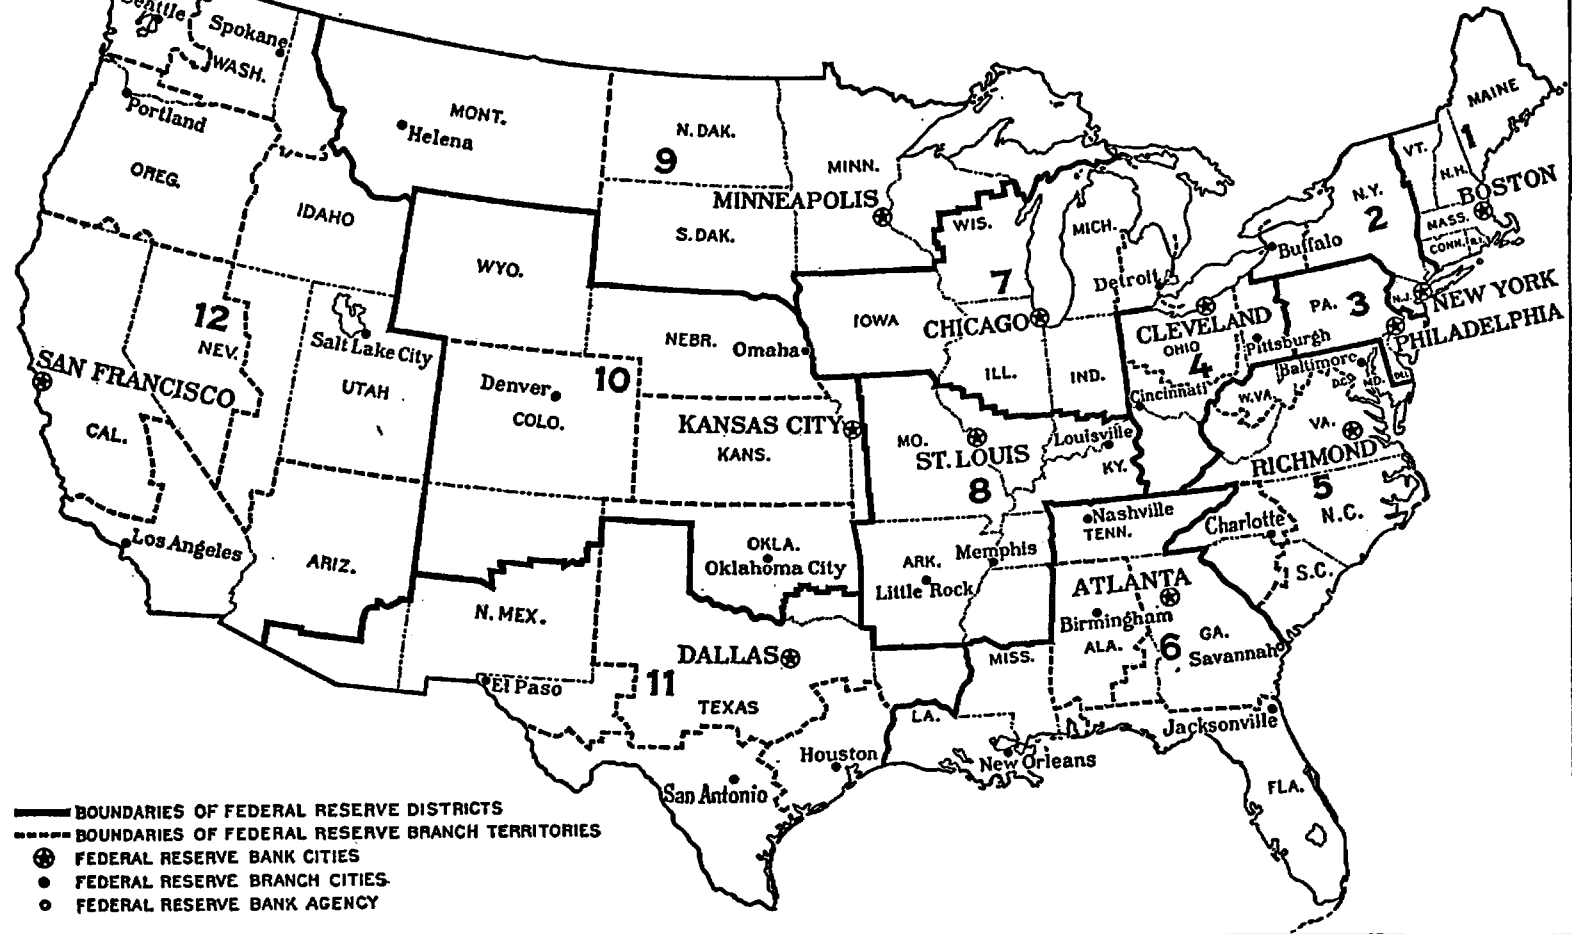 Seattle
Spokane
WASH.
Portland
OREG.
IDAHO
MONT.
Helena
N. DAK.
9
S. DAK.
MINN.
MINNEAPOLIS
WYO.
12
NEV.
SAN FRANCISCO
CAL.
Salt Lake City
UTAH
Los Angeles
ARIZ.
Denver
COLO.
10
NEBR.
Omaha
KANSAS CITY
KANS.
OKLA.
Oklahoma City
N. MEX.
El Paso
DALLAS
11
TEXAS
Houston
San Antonio
WIS.
7
IOWA
CHICAGO
ILL.
IND.
MICH.
Detroit
MO.
ST. LOUIS
8
Louisville
KY.
ARK.
Memphis
Little Rock
LA.
New Orleans
MISS.
CLEVELAND
OHIO
4
Cincinnati
Pittsburgh
Nashville
TENN.
ATLANTA
Birmingham
ALA.
6
GA.
Savannah
Jacksonville
FLA.
MAINE
1
VT.
N.H.
BOSTON
MASS.
CONN.
R.I.
N.Y.
2
Buffalo
NEW YORK
N.J.
PA.
3
PHILADELPHIA
Baltimore
D.C.
MD.
DEL.
W. VA.
VA.
RICHMOND
5
Charlotte
N.C.
S.C.
BOUNDARIES OF FEDERAL RESERVE DISTRICTS
BOUNDARIES OF FEDERAL RESERVE BRANCH TERRITORIES
FEDERAL RESERVE BANK CITIES
FEDERAL RESERVE BRANCH CITIES
FEDERAL RESERVE BANK AGENCY